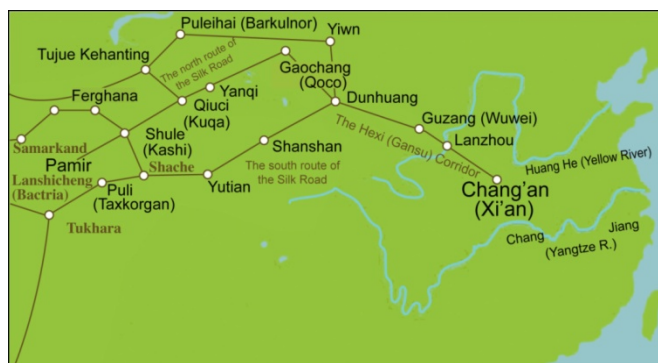 Puleihai (Barkulnor)
Yiwn
Tujue Kehanting
The north route of
the Silk Road
Gaochang
(Qoco)
Yanqi
Ferghana
Qiuci
(Kuqa)
Dunhuang
Guzang (Wuwei)
Shule
(Kashi)
Samarkand
Lanzhou
The Hexi (Gansu) Corridor
Shanshan
Pamir
Shache
The south route of
the Silk Road
Huang He (Yellow River)
Lanshicheng
(Bactria)
Puli
(Taxkorgan)
Yutian
Chang'an
(Xi'an)
Tukhara
Chang
Jiang
(Yangtze R.)